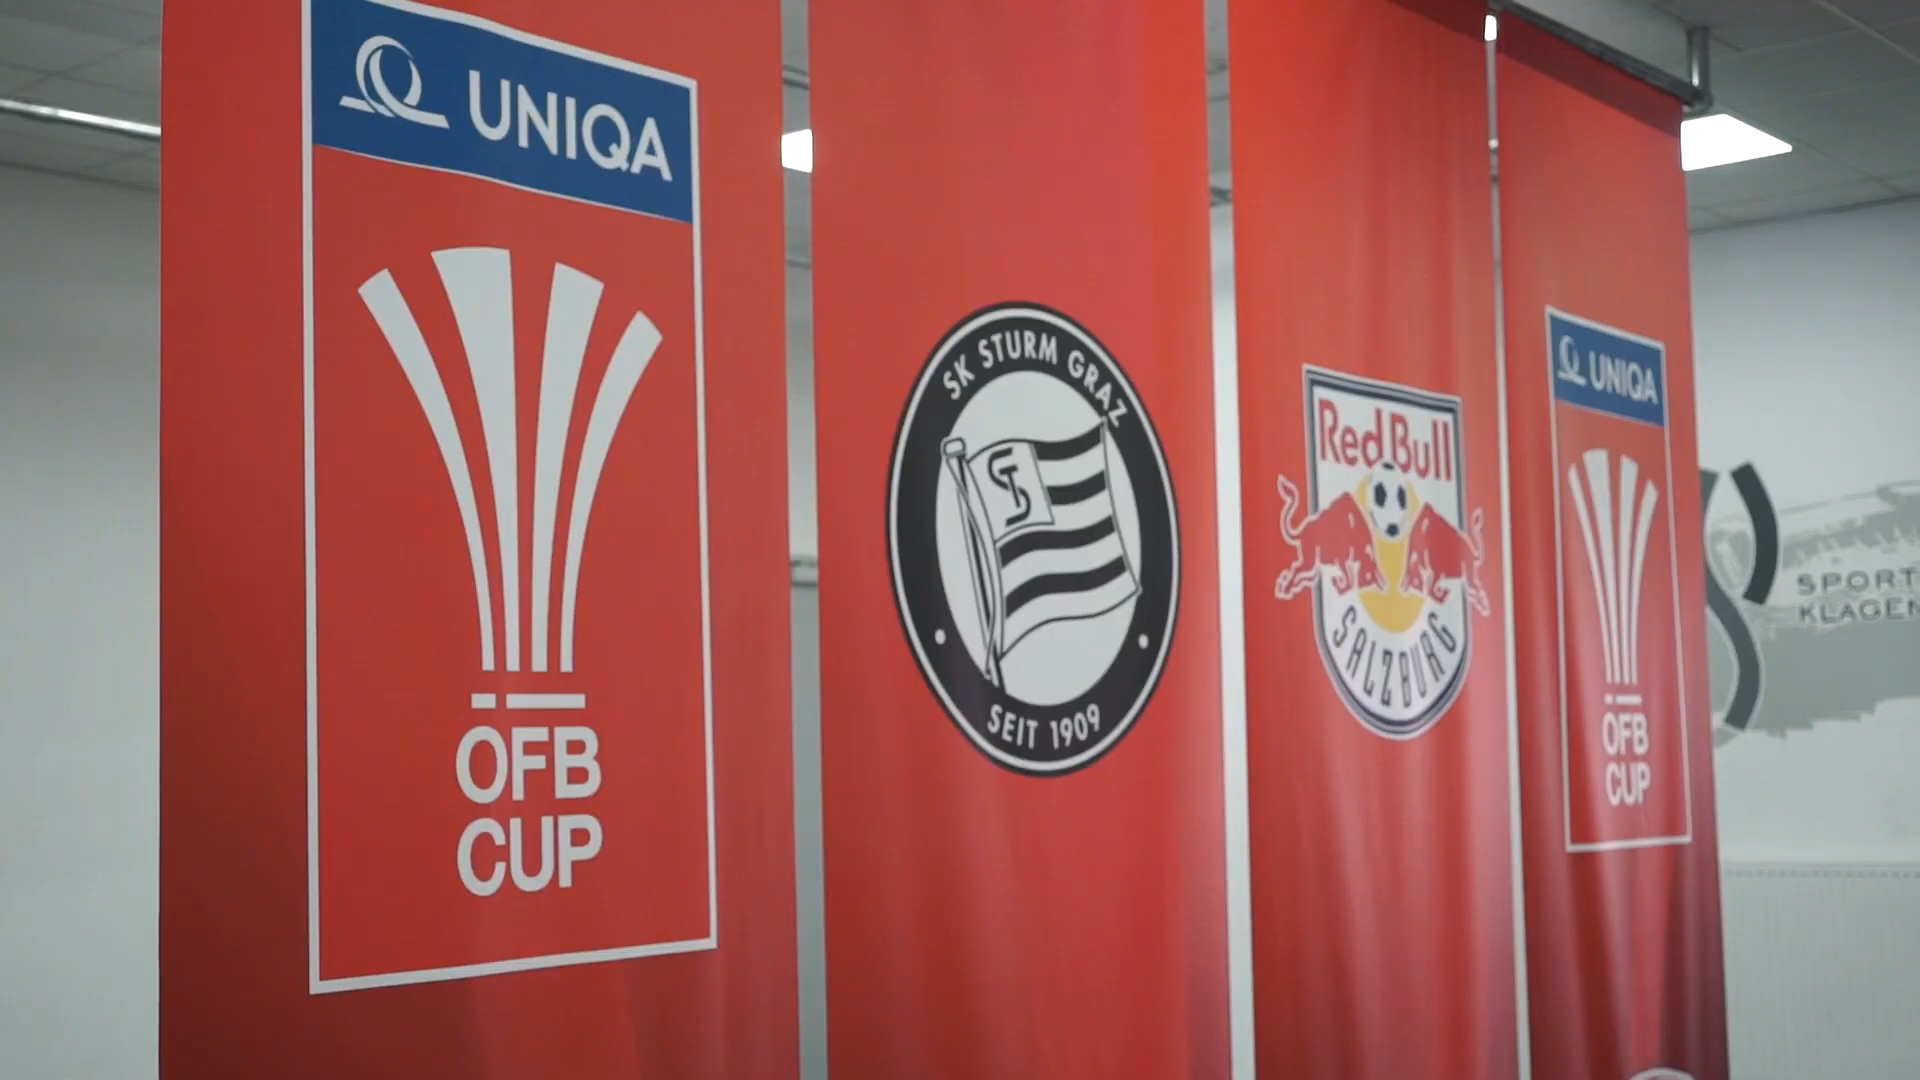 UNIQA
ÖFB
CUP
SK STURM GRAZ
SEIT 1909
Red Bull
SALZBURG
UNIQA
ÖFB
CUP
SPORT
KLAGEN